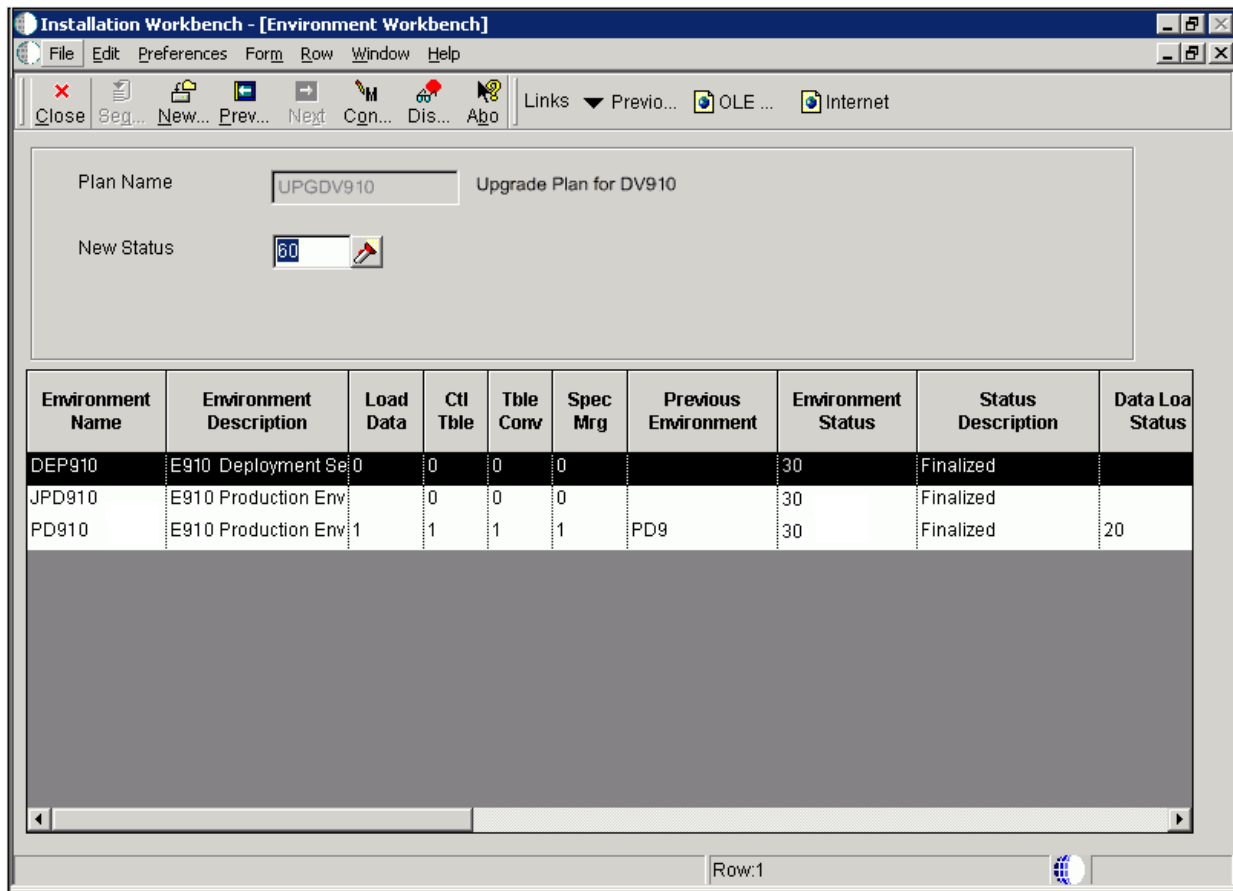 Installation Workbench - [Environment Workbench]
File Edit Preferences Form Row Window Help
Close Seq... New... Prev... Next Con... Dis... Abo Links Previo... OLE ... Internet
Plan Name UPGDV910 Upgrade Plan for DV910
New Status 60
Environment Name Environment Description Load Data Ctl Tble Tble Conv Spec Mrg Previous Environment Environment Status Status Description Data Loa Status
DEP910 E910 Deployment Se 0 0 0 0 30 Finalized
JPD910 E910 Production Env 0 0 0 30 Finalized
PD910 E910 Production Env 1 1 1 1 PD9 30 Finalized 20
Row:1